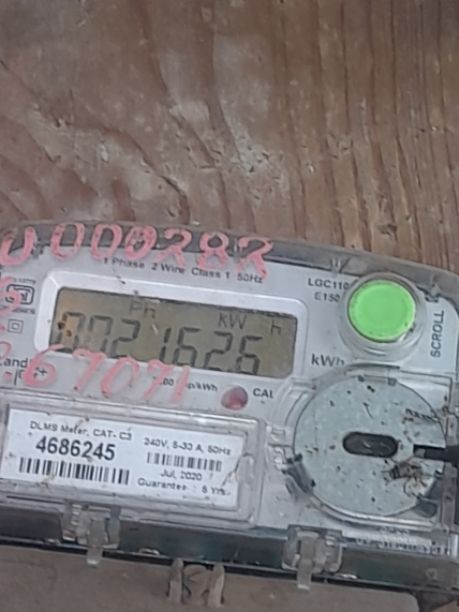 0000282
1 Phase 2 Wire Class 1 50Hz
LGC110
E150
SCROLL
PH kW h
0021626
kWh
67071
CAL
DLMS Meter, CAT- C3
4686245
240V, 5-30 A, 50Hz
Jul, 2020
Guarantee : 5 Yrs